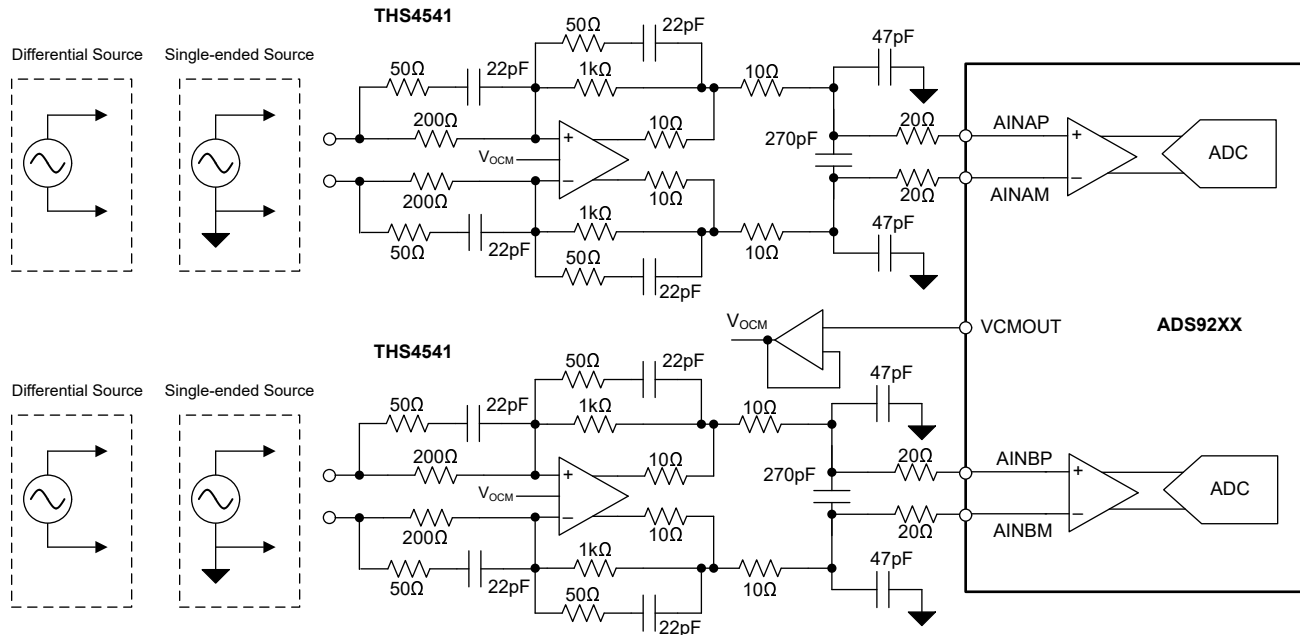 THS4541
50Ω 22pF
47pF
Differential Source Single-ended Source
50Ω 22pF
1kΩ
10Ω
200Ω
10Ω
20Ω
AINAP
+
+
VOCM
270pF
ADC
−
−
10Ω
20Ω
AINAM
200Ω
1kΩ
10Ω
47pF
50Ω
22pF
50Ω
22pF
VOCM
VCMOUT
ADS92XX
THS4541
50Ω 22pF
47pF
Differential Source Single-ended Source
50Ω 22pF
1kΩ
10Ω
200Ω
10Ω
20Ω
AINBP
+
+
VOCM
270pF
ADC
−
−
10Ω
20Ω
AINBM
200Ω
1kΩ
10Ω
47pF
50Ω
22pF
50Ω
22pF